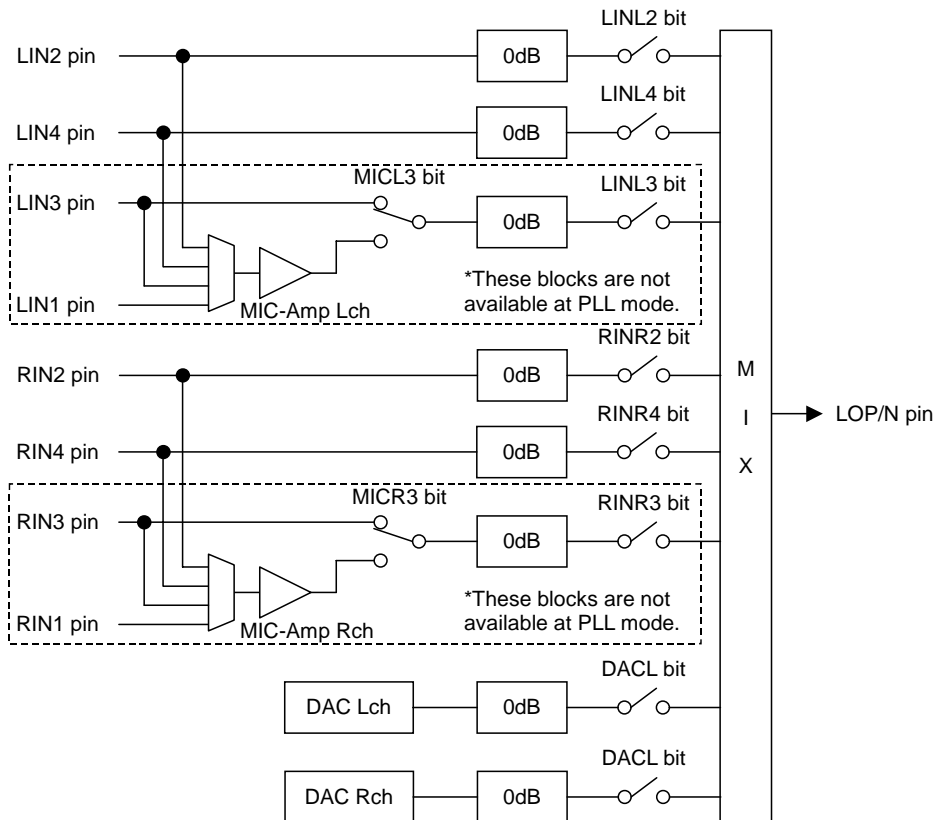 LINL2 bit
LIN2 pin
0dB
LINL4 bit
LIN4 pin
0dB
MICL3 bit
LINL3 bit
LIN3 pin
0dB
*These blocks are not
available at PLL mode.
LIN1 pin
MIC-Amp Lch
RINR2 bit
RIN2 pin
0dB
M
I
X
LOP/N pin
RINR4 bit
RIN4 pin
0dB
MICR3 bit
RINR3 bit
RIN3 pin
0dB
*These blocks are not
available at PLL mode.
RIN1 pin
MIC-Amp Rch
DACL bit
DAC Lch
0dB
DACL bit
DAC Rch
0dB